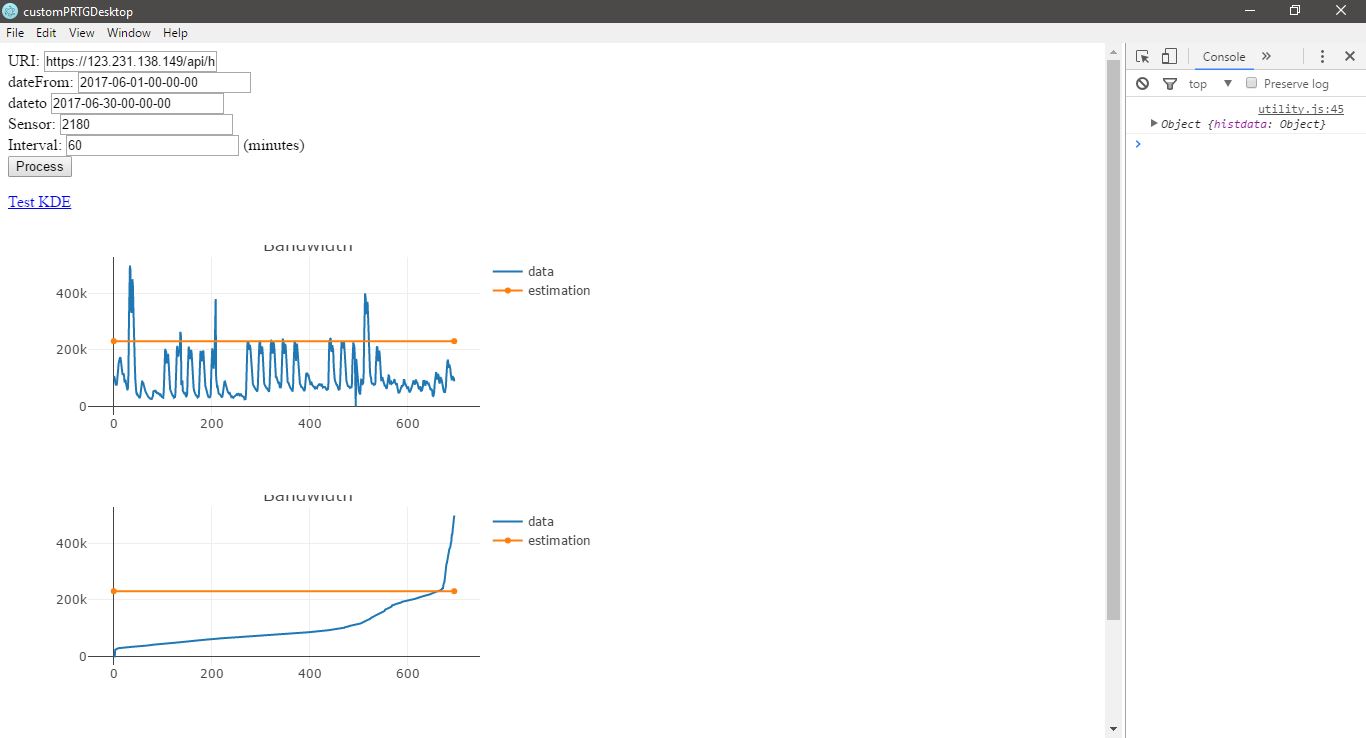 customPRTGDesktop
File Edit View Window Help
URI: https://123.231.138.149/api/h
dateFrom: 2017-06-01-00-00-00
dateto 2017-06-30-00-00-00
Sensor: 2180
Interval: 60 (minutes)
Process
Test KDE
Bandwidth
data
estimation
400k
200k
0
0 200 400 600
Bandwidth
data
estimation
400k
200k
0
0 200 400 600
Console »
top ▼ Preserve log
utility.js:45
Object {histdata: Object}